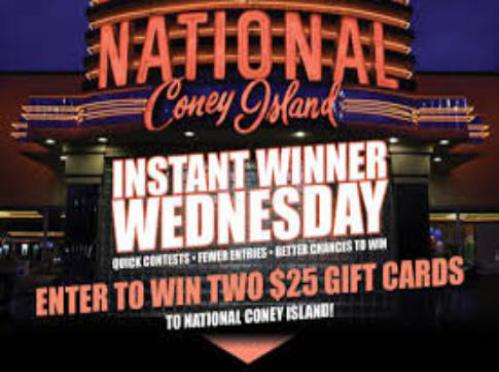 NATIONAL
Coney Island
INSTANT WINNER
WEDNESDAY
QUICK CONTESTS • FEWER ENTRIES • BETTER CHANCES TO WIN
ENTER TO WIN TWO $25 GIFT CARDS
TO NATIONAL CONEY ISLAND!